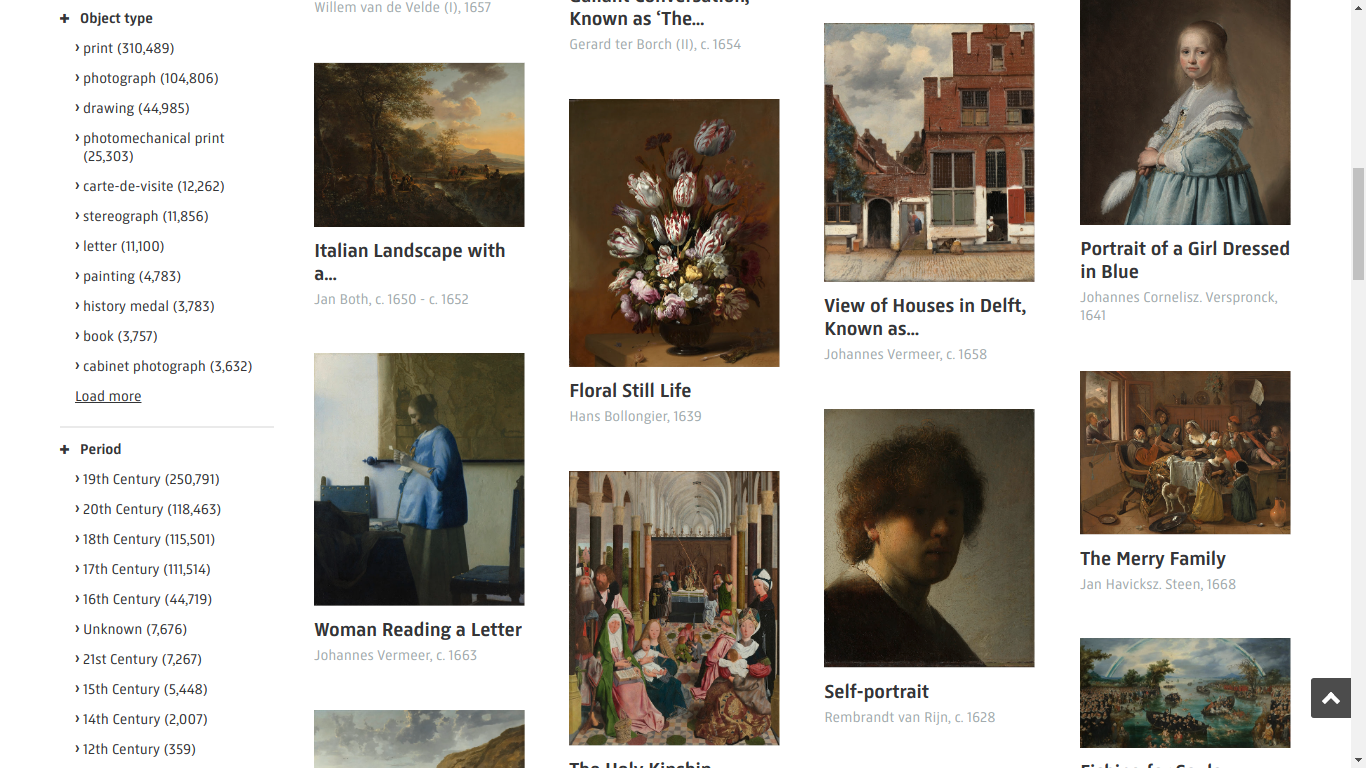 Object type
print (310,489)
photograph (104,806)
drawing (44,985)
photomechanical print
(25,303)
carte-de-visite (12,262)
stereograph (11,856)
letter (11,100)
painting (4,783)
history medal (3,783)
book (3,757)
cabinet photograph (3,632)
Load more
Period
19th Century (250,791)
20th Century (118,463)
18th Century (115,501)
17th Century (111,514)
16th Century (44,719)
Unknown (7,676)
21st Century (7,267)
15th Century (5,448)
14th Century (2,007)
12th Century (359)
Willem van de Velde (I), 1657
Italian Landscape with
a...
Jan Both, c. 1650 - c. 1652
Woman Reading a Letter
Johannes Vermeer, c. 1663
Gallant Conversation,
Known as ‘The...
Gerard ter Borch (II), c. 1654
Floral Still Life
Hans Bollongier, 1639
The Holy Kinship
View of Houses in Delft,
Known as...
Johannes Vermeer, c. 1658
Self-portrait
Rembrandt van Rijn, c. 1628
Portrait of a Girl Dressed
in Blue
Johannes Cornelisz. Verspronck,
1641
The Merry Family
Jan Havicksz. Steen, 1668
Fishing for Souls